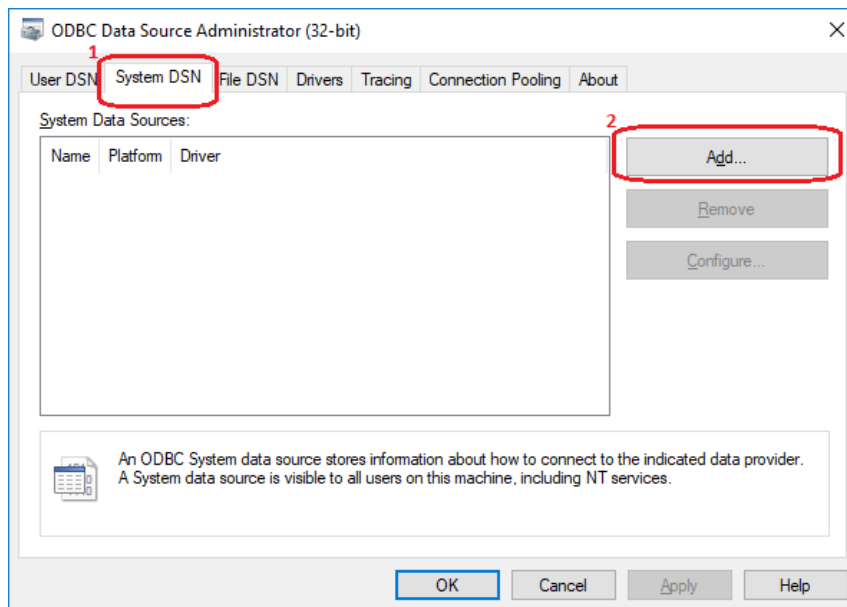 ODBC Data Source Administrator (32-bit)
1
User DSN System DSN File DSN Drivers Tracing Connection Pooling About
System Data Sources:
2
Name Platform Driver
Add...
Remove
Configure...
An ODBC System data source stores information about how to connect to the indicated data provider.
A System data source is visible to all users on this machine, including NT services.
OK Cancel Apply Help